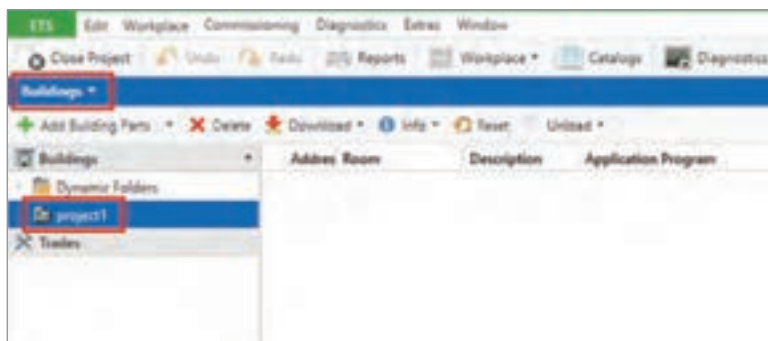 ETS Edit Workplace Commissioning Diagnostics Extras Window
Close Project Undo Redo Reports Workplace Catalogs Diagnostics
Buildings
Add Building Parts Delete Download Info Reset Unload
Buildings Addres Room Description Application Program
Dynamic Folders
project1
Trades